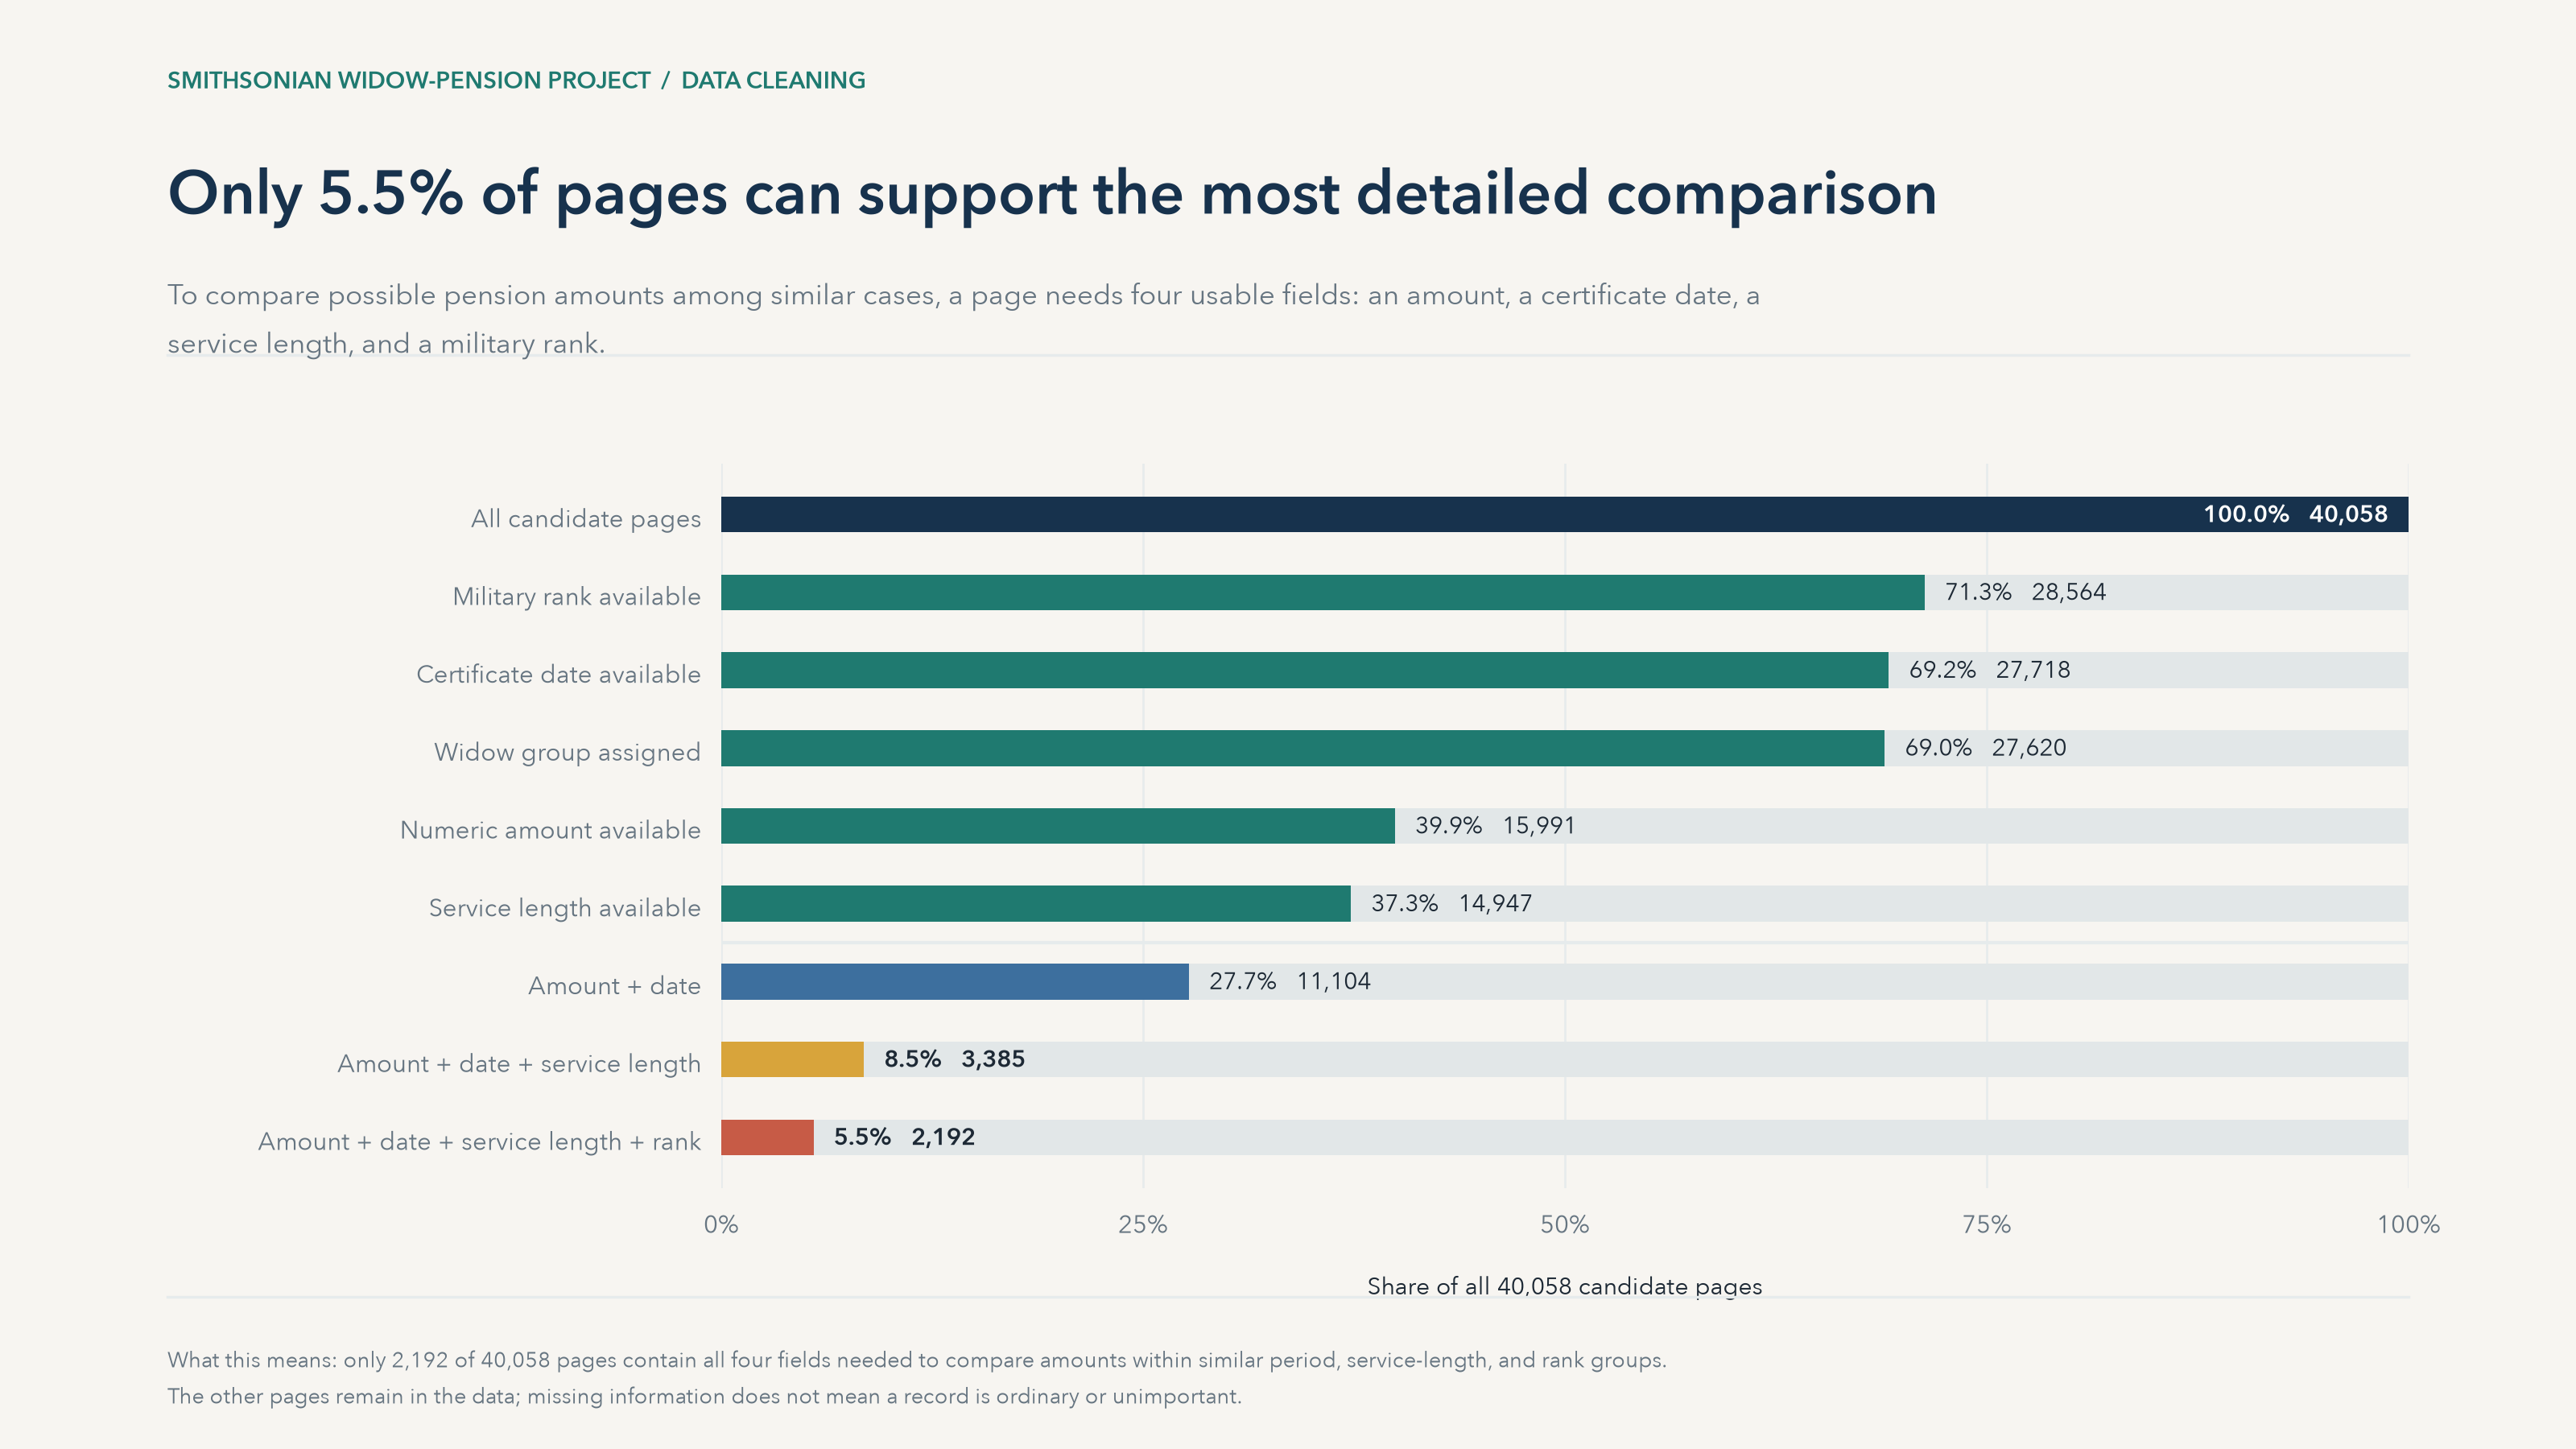 SMITHSONIAN WIDOW-PENSION PROJECT / DATA CLEANING
Only 5.5% of pages can support the most detailed comparison
To compare possible pension amounts among similar cases, a page needs four usable fields: an amount, a certificate date, a
service length, and a military rank.
All candidate pages 100.0% 40,058
Military rank available 71.3% 28,564
Certificate date available 69.2% 27,718
Widow group assigned 69.0% 27,620
Numeric amount available 39.9% 15,991
Service length available 37.3% 14,947
Amount + date 27.7% 11,104
Amount + date + service length 8.5% 3,385
Amount + date + service length + rank 5.5% 2,192
0% 25% 50% 75% 100%
Share of all 40,058 candidate pages
What this means: only 2,192 of 40,058 pages contain all four fields needed to compare amounts within similar period, service-length, and rank groups.
The other pages remain in the data; missing information does not mean a record is ordinary or unimportant.